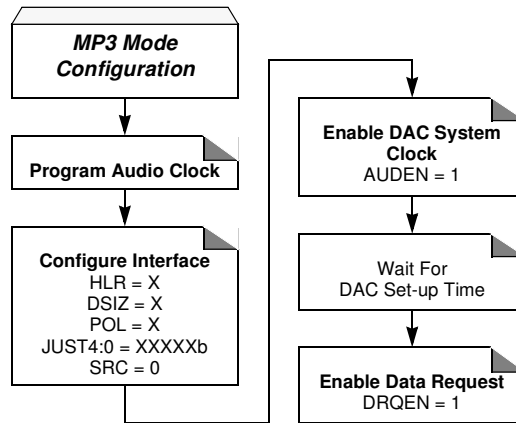 MP3 Mode
Configuration
Program Audio Clock
Configure Interface
HLR = X
DSIZ = X
POL = X
JUST4:0 = XXXXXb
SRC = 0
Enable DAC System
Clock
AUDEN = 1
Wait For
DAC Set-up Time
Enable Data Request
DRQEN = 1